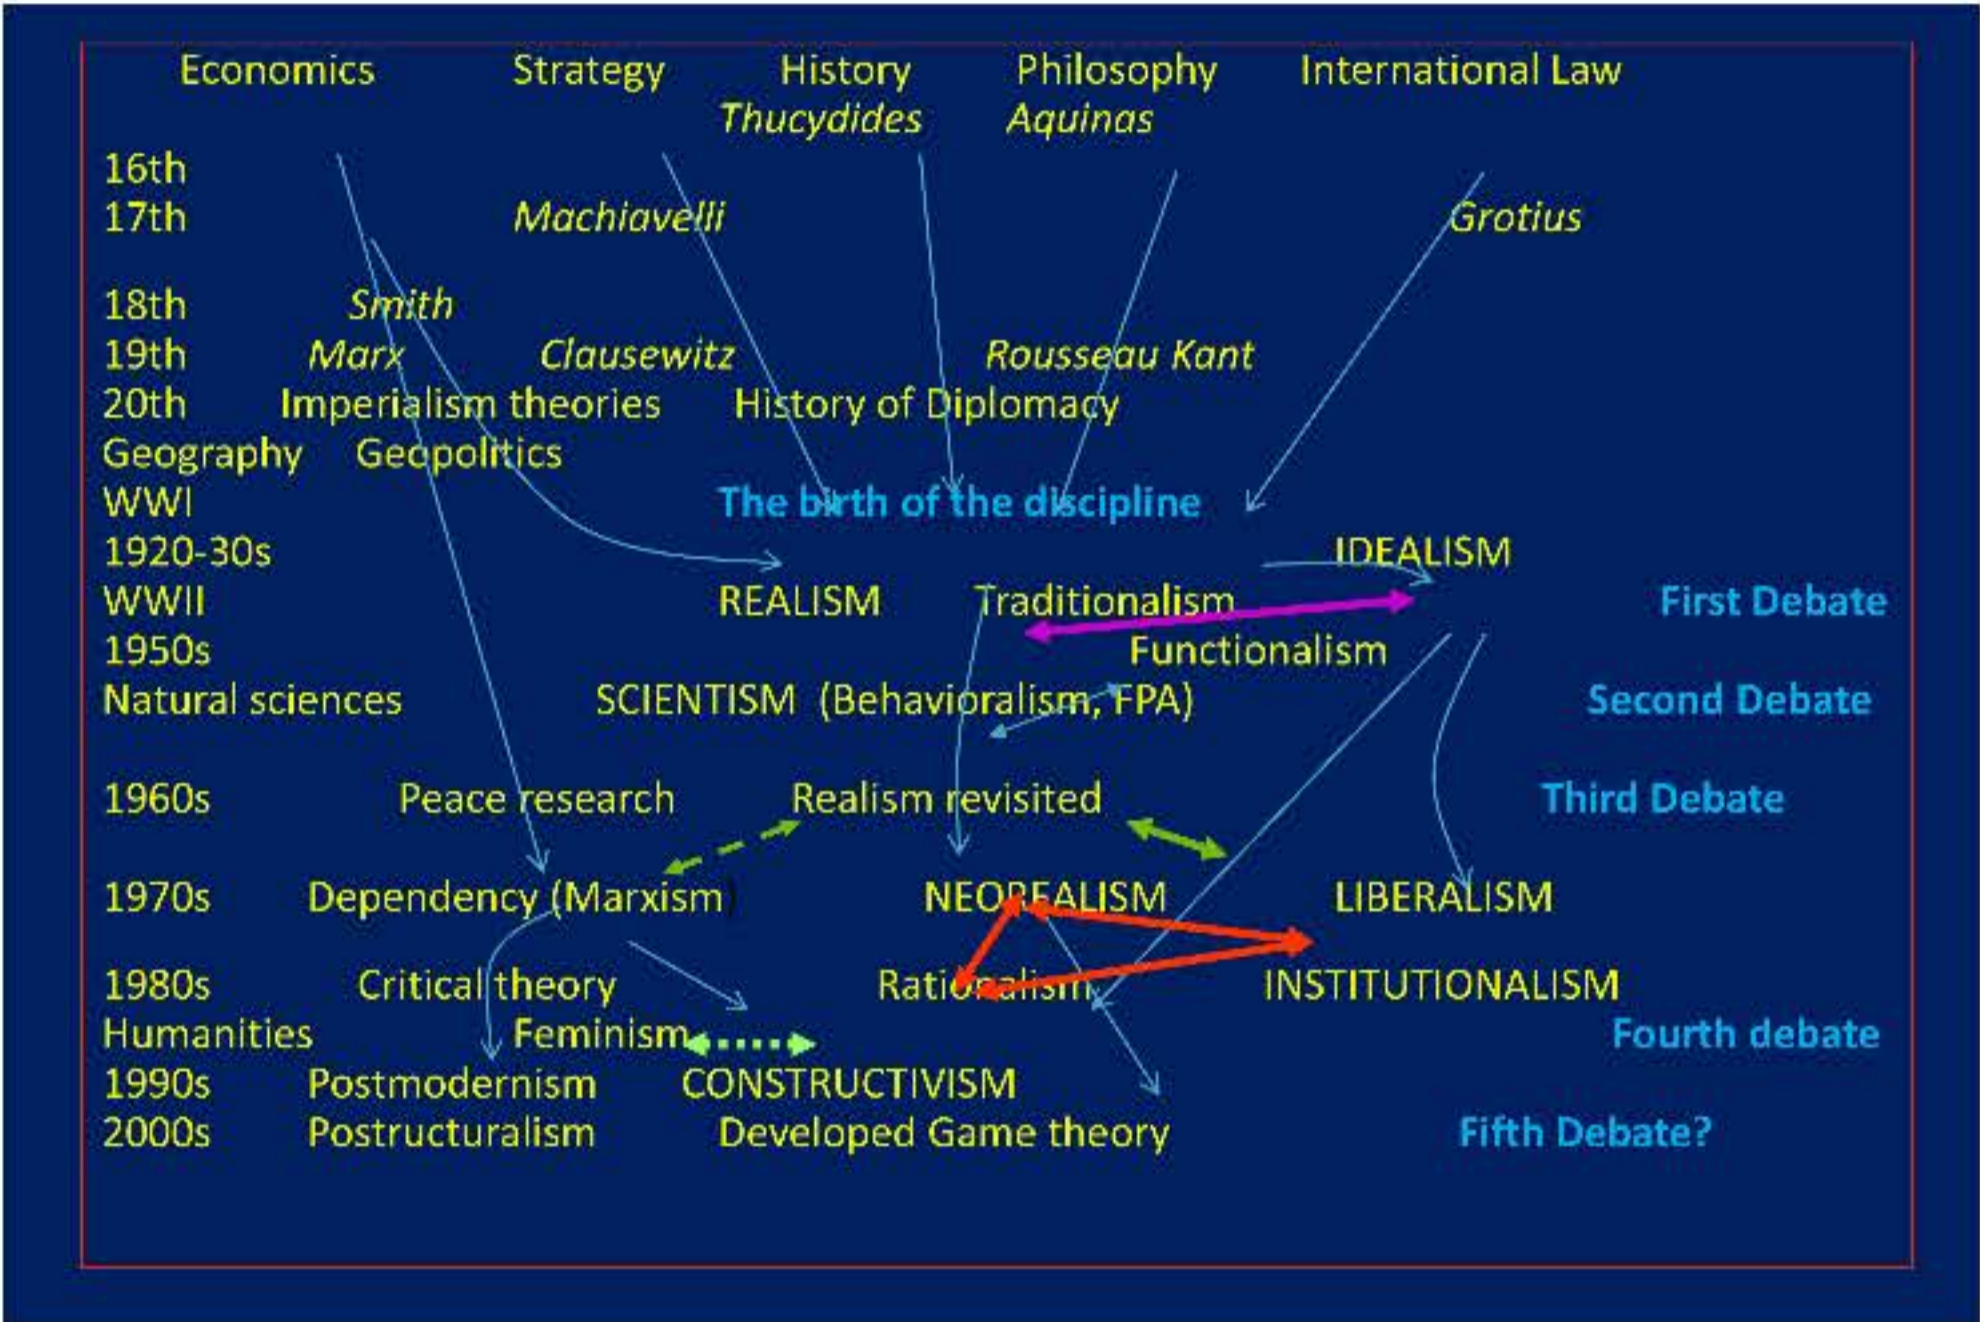 Economics Strategy History Philosophy International Law
Thucydides Aquinas
16th
17th Machiavelli Grotius
18th Smith
19th Marx Clausewitz Rousseau Kant
20th Imperialism theories History of Diplomacy
Geography Geopolitics
WWI The birth of the discipline
1920-30s IDEALISM
WWII REALISM Traditionalism First Debate
1950s Functionalism
Natural sciences SCIENTISM (Behavioralism, FPA) Second Debate
1960s Peace research Realism revisited Third Debate
1970s Dependency (Marxism) NEOREALISM LIBERALISM
1980s Critical theory Rationalism INSTITUTIONALISM
Humanities Feminism Fourth debate
1990s Postmodernism CONSTRUCTIVISM
2000s Postructuralism Developed Game theory Fifth Debate?